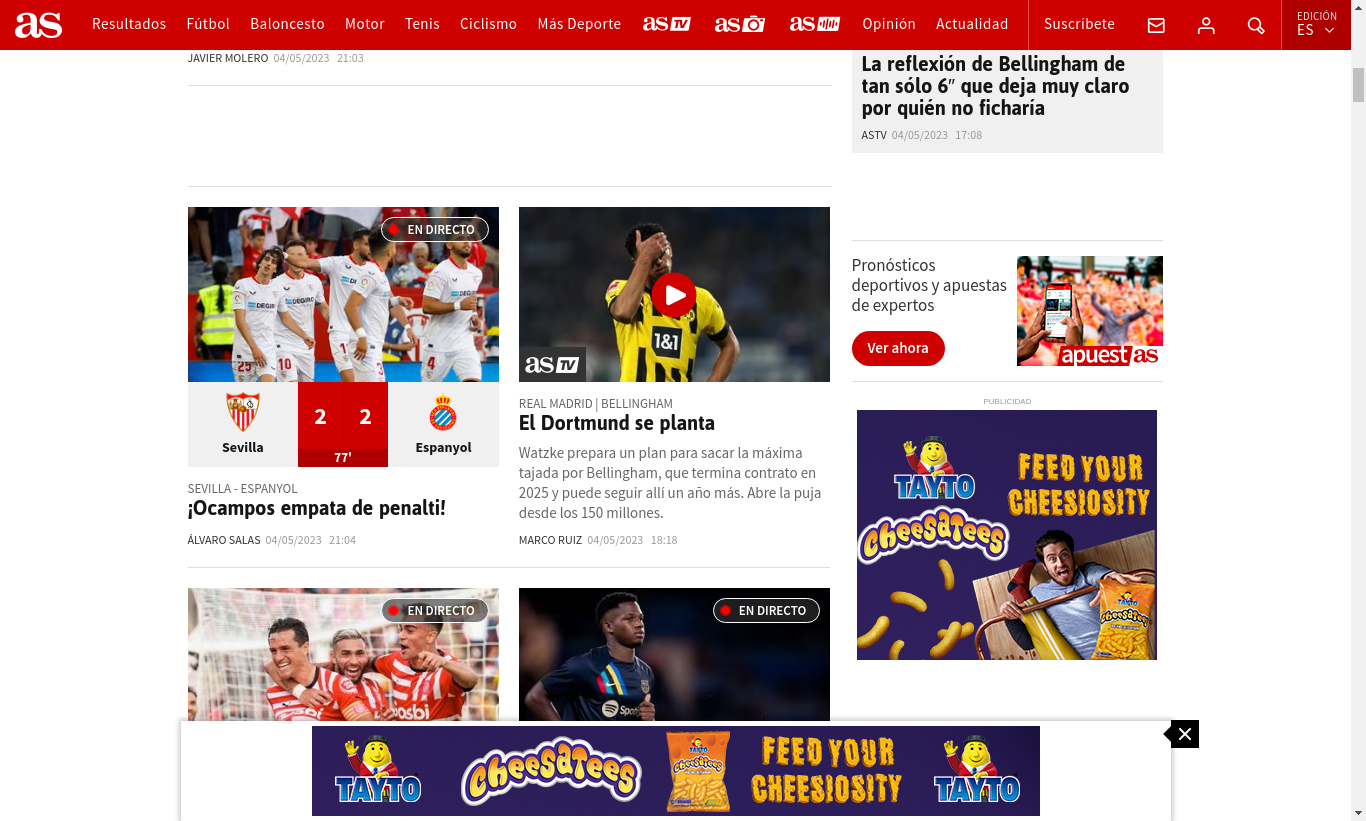 as
Resultados Fútbol Baloncesto Motor Tenis Ciclismo Más Deporte as TV as as Opinión Actualidad Suscríbete
EDICIÓN
ES
JAVIER MOLERO 04/05/2023 21:03
La reflexión de Bellingham de
tan sólo 6″ que deja muy claro
por quién no ficharía
ASTV 04/05/2023 17:08
EN DIRECTO
Sevilla
2 2
77'
Espanyol
SEVILLA - ESPANYOL
¡Ocampos empata de penalti!
ÁLVARO SALAS 04/05/2023 21:04
1&1
as TV
REAL MADRID | BELLINGHAM
El Dortmund se planta
Watzke prepara un plan para sacar la máxima
tajada por Bellingham, que termina contrato en
2025 y puede seguir allí un año más. Abre la puja
desde los 150 millones.
MARCO RUIZ 04/05/2023 18:18
Pronósticos
deportivos y apuestas
de expertos
Ver ahora
apuestas
PUBLICIDAD
TAYTO
FEED YOUR
CHEESIOSITY
CheesaTees
EN DIRECTO
EN DIRECTO
TAYTO
CheesaTees
FEED YOUR
CHEESIOSITY
TAYTO